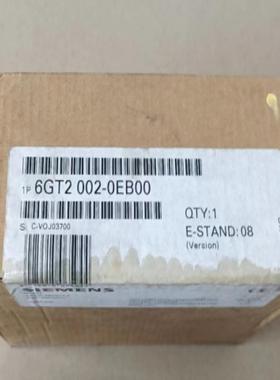 1P 6GT2 002-0EB00
S C-VOJ03700
QTY:1
E-STAND:08
(Version)
SIEMENS